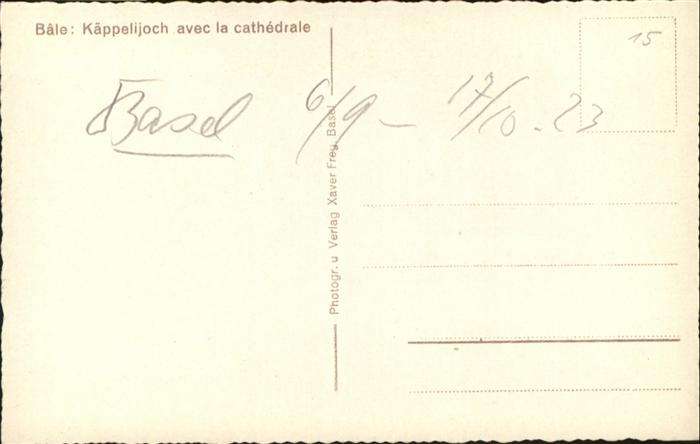 Bâle: Käppelijoch avec la cathédrale
15
Basel 6/9 – 17/10 . 23
Photogr. u Verlag Xaver Frey, Basel